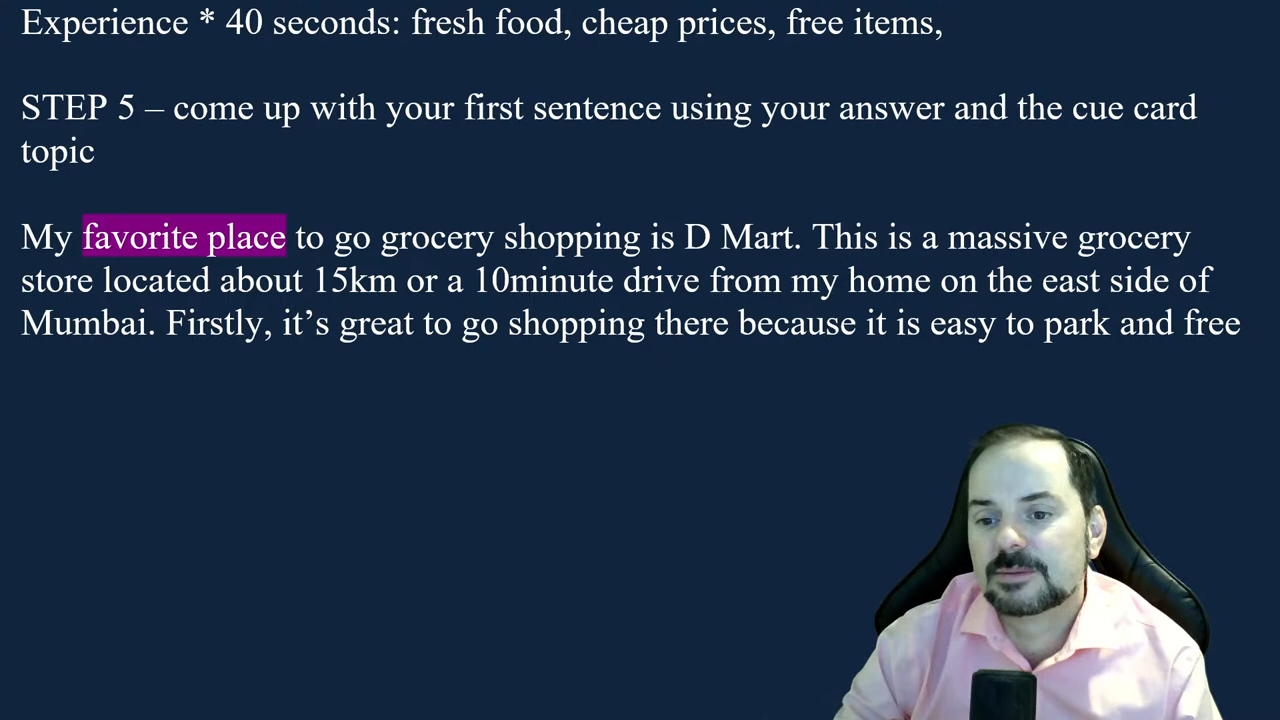 Experience * 40 seconds: fresh food, cheap prices, free items,
STEP 5 – come up with your first sentence using your answer and the cue card
topic
My favorite place to go grocery shopping is D Mart. This is a massive grocery
store located about 15km or a 10minute drive from my home on the east side of
Mumbai. Firstly, it’s great to go shopping there because it is easy to park and free